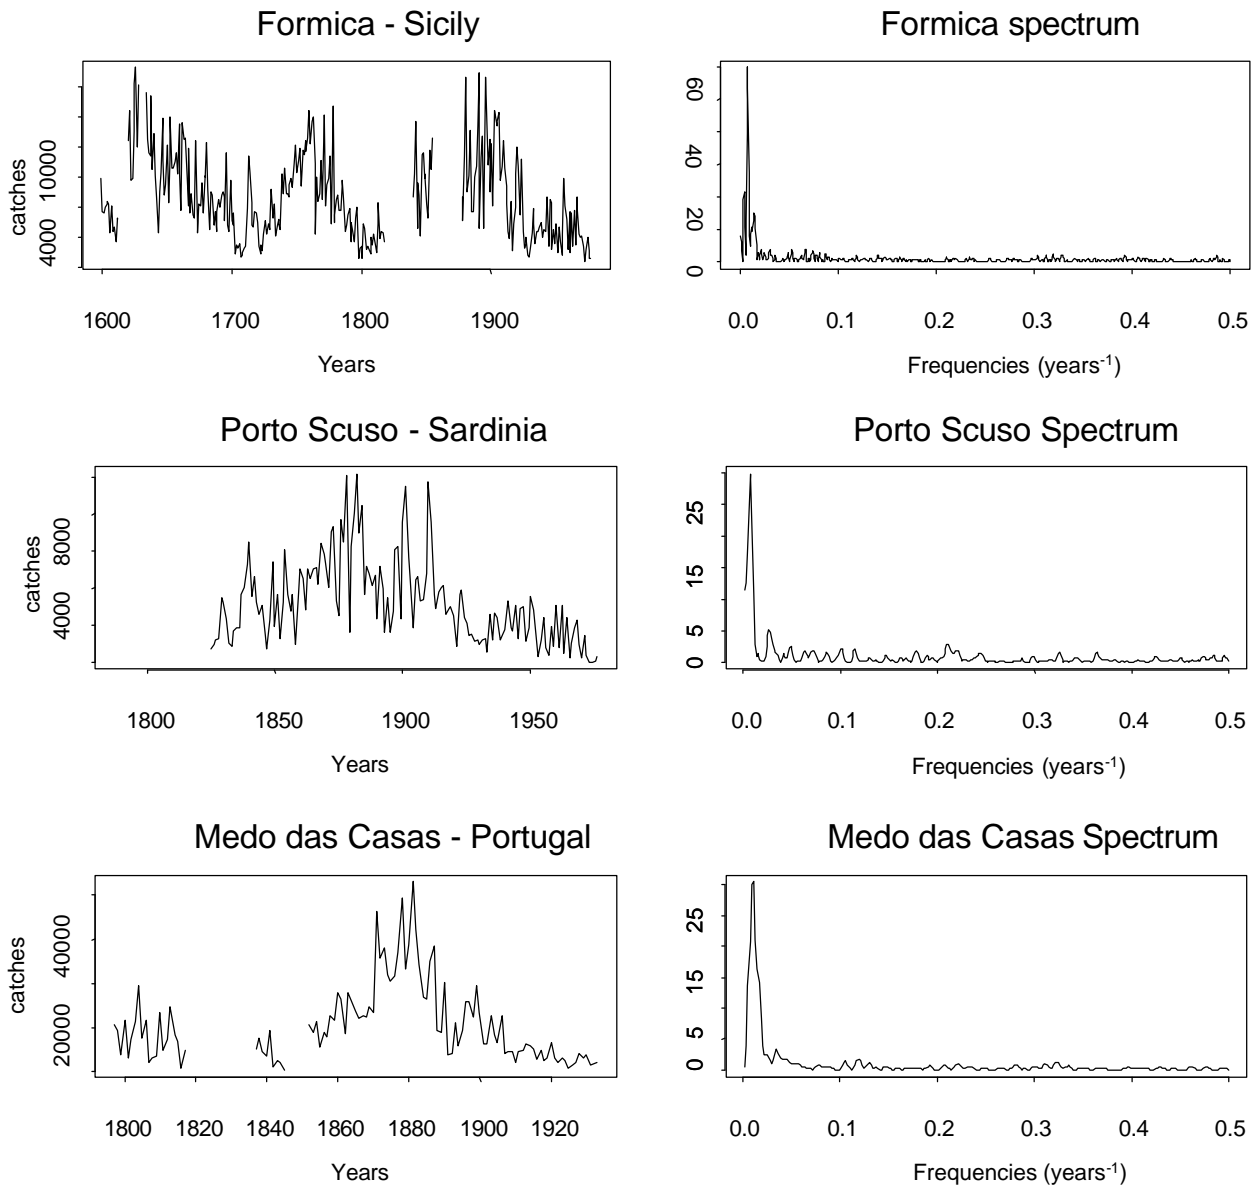 Formica - Sicily
catches
4000 10000
1600 1700 1800 1900
Years
Formica spectrum
0 20 40 60
0.0 0.1 0.2 0.3 0.4 0.5
Frequencies (years-1)
Porto Scuso - Sardinia
catches
4000 8000
1800 1850 1900 1950
Years
Porto Scuso Spectrum
0 5 15 25
0.0 0.1 0.2 0.3 0.4 0.5
Frequencies (years-1)
Medo das Casas - Portugal
catches
20000 40000
1800 1820 1840 1860 1880 1900 1920
Years
Medo das Casas Spectrum
0 5 15 25
0.0 0.1 0.2 0.3 0.4 0.5
Frequencies (years-1)